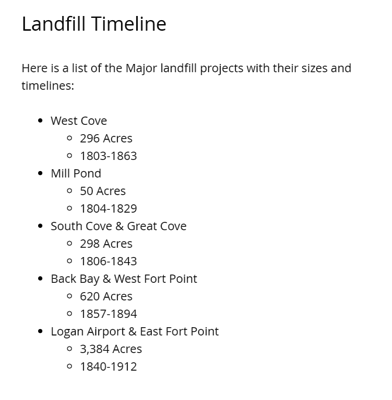 Landfill Timeline
Here is a list of the Major landfill projects with their sizes and
timelines:
West Cove
296 Acres
1803-1863
Mill Pond
50 Acres
1804-1829
South Cove & Great Cove
298 Acres
1806-1843
Back Bay & West Fort Point
620 Acres
1857-1894
Logan Airport & East Fort Point
3,384 Acres
1840-1912